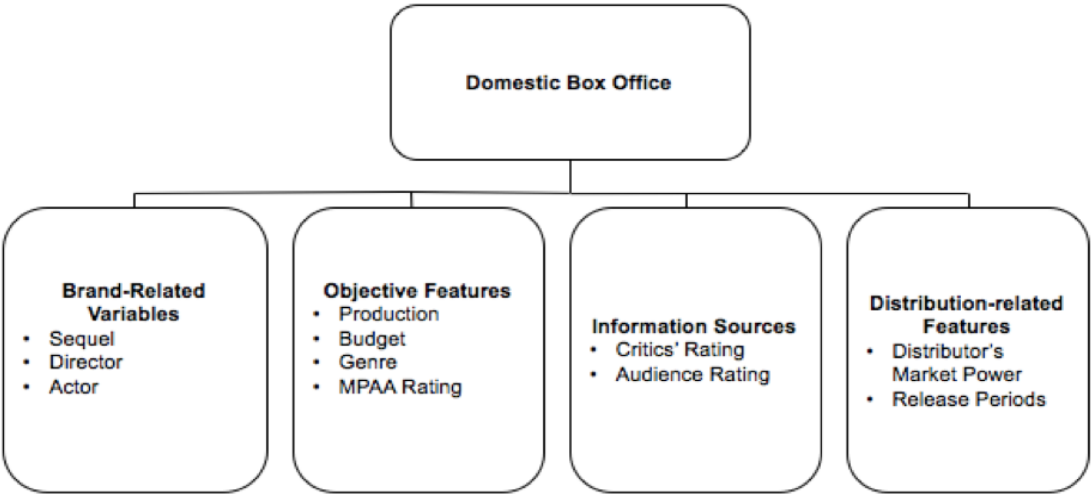 Domestic Box Office
Brand-Related
Variables
• Sequel
• Director
• Actor
Objective Features
• Production
• Budget
• Genre
• MPAA Rating
Information Sources
• Critics' Rating
• Audience Rating
Distribution-related
Features
• Distributor's
Market Power
• Release Periods